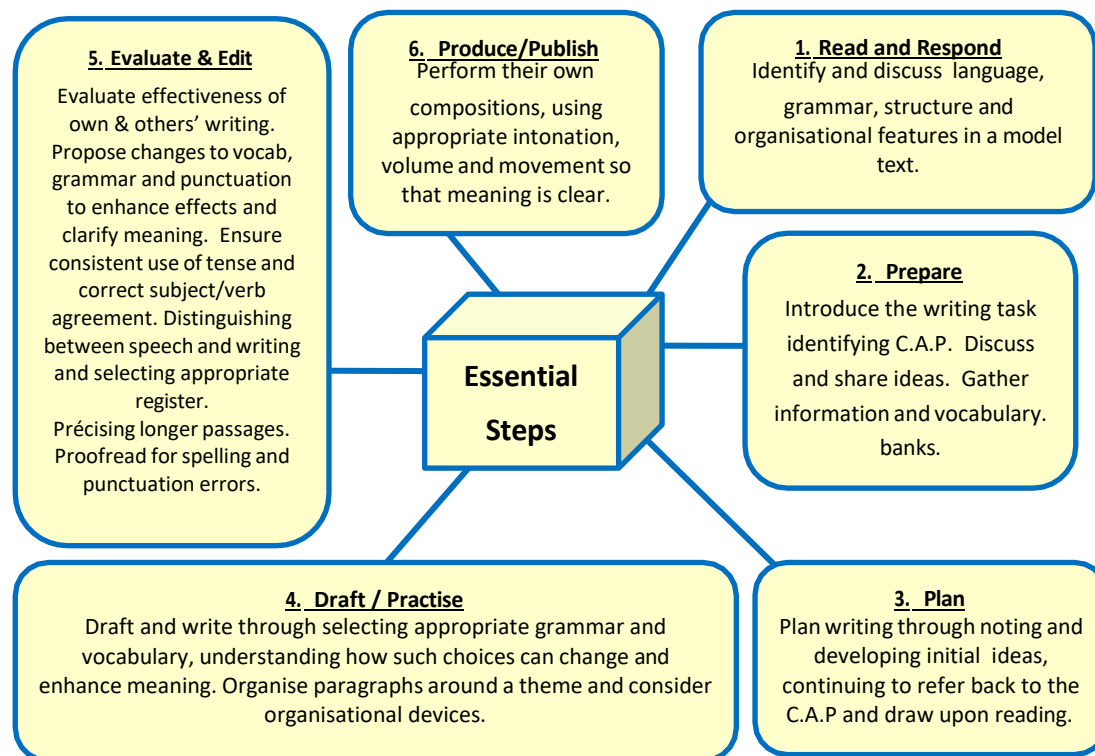 5. Evaluate & Edit
Evaluate effectiveness of
own & others’ writing.
Propose changes to vocab,
grammar and punctuation
to enhance effects and
clarify meaning.  Ensure
consistent use of tense and
correct subject/verb
agreement. Distinguishing
between speech and writing
and selecting appropriate
register.
Précising longer passages.
Proofread for spelling and
punctuation errors.
6. Produce/Publish
Perform their own
compositions, using
appropriate intonation,
volume and movement so
that meaning is clear.
1. Read and Respond
Identify and discuss language,
grammar, structure and
organisational features in a model
text.
2. Prepare
Introduce the writing task
identifying C.A.P.  Discuss
and share ideas.  Gather
information and vocabulary.
banks.
Essential
Steps
4. Draft / Practise
Draft and write through selecting appropriate grammar and
vocabulary, understanding how such choices can change and
enhance meaning. Organise paragraphs around a theme and consider
organisational devices.
3. Plan
Plan writing through noting and
developing initial ideas,
continuing to refer back to the
C.A.P and draw upon reading.